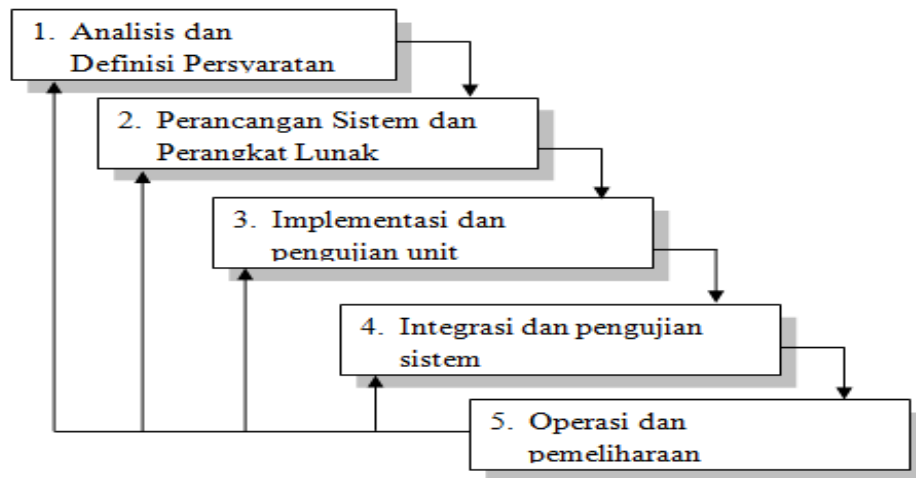 1. Analisis dan
Definisi Persyaratan
2. Perancangan Sistem dan
Perangkat Lunak
3. Implementasi dan
pengujian unit
4. Integrasi dan pengujian
sistem
5. Operasi dan
pemeliharaan